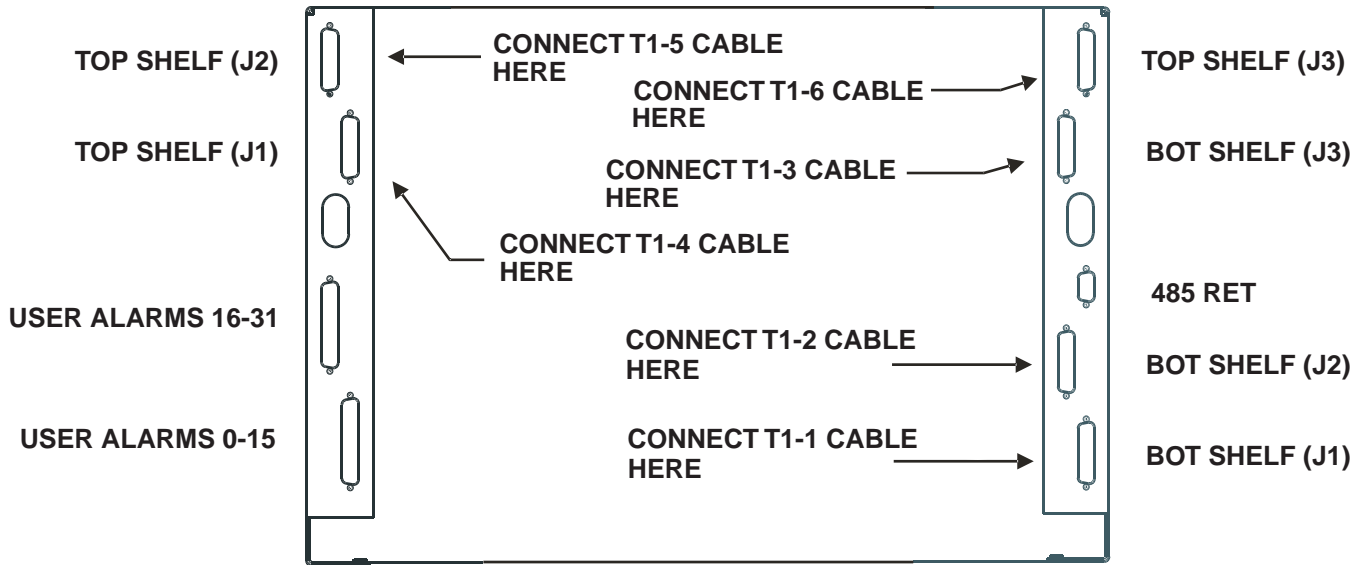 TOP SHELF (J2)
CONNECT T1-5 CABLE
HERE
CONNECT T1-6 CABLE
HERE
TOP SHELF (J3)
TOP SHELF (J1)
CONNECT T1-3 CABLE
HERE
BOT SHELF (J3)
CONNECT T1-4 CABLE
HERE
USER ALARMS 16-31
485 RET
CONNECT T1-2 CABLE
HERE
BOT SHELF (J2)
USER ALARMS 0-15
CONNECT T1-1 CABLE
HERE
BOT SHELF (J1)